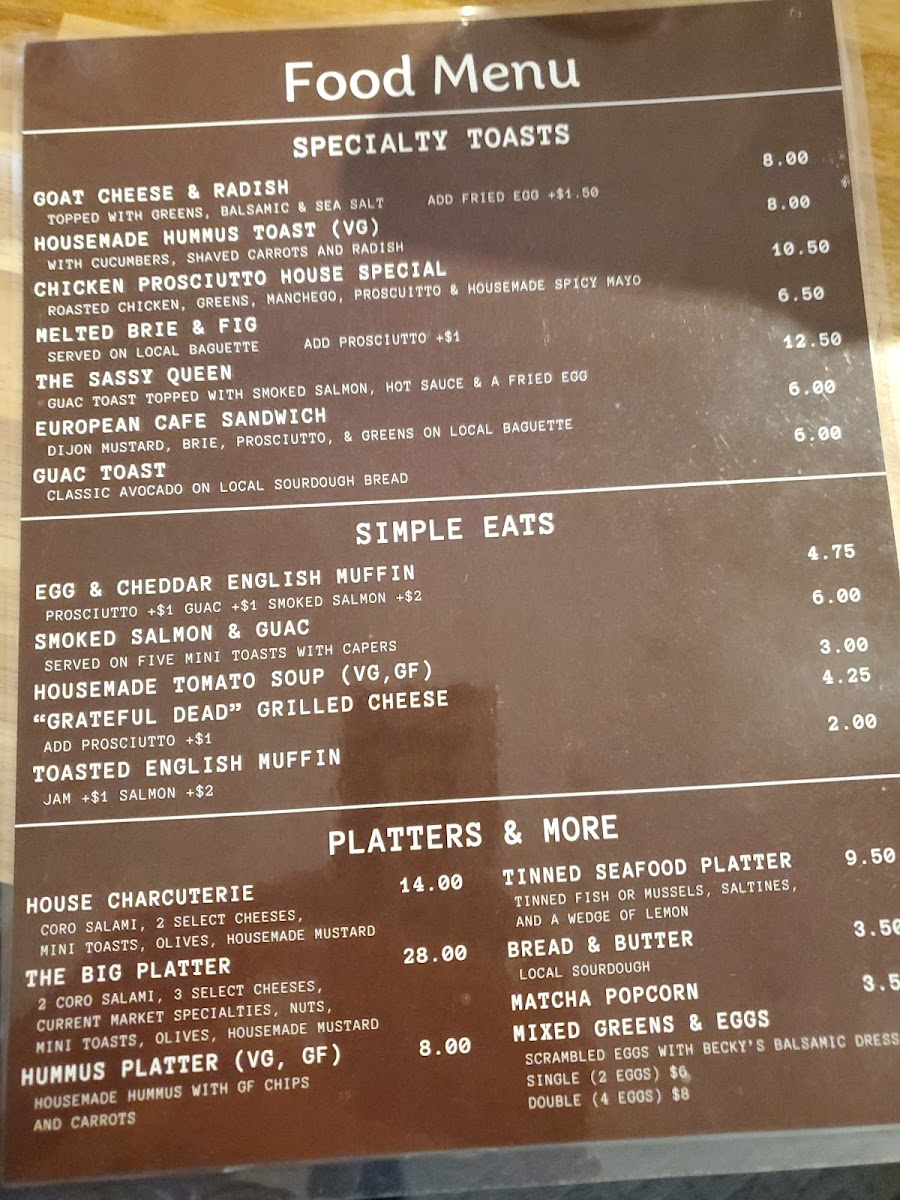 Food Menu
SPECIALTY TOASTS
GOAT CHEESE & RADISH 8.00
TOPPED WITH GREENS, BALSAMIC & SEA SALT ADD FRIED EGG +$1.50
HOUSEMADE HUMMUS TOAST (VG) 8.00
WITH CUCUMBERS, SHAVED CARROTS AND RADISH
CHICKEN PROSCIUTTO HOUSE SPECIAL 10.50
ROASTED CHICKEN, GREENS, MANCHEGO, PROSCUITTO & HOUSEMADE SPICY MAYO
MELTED BRIE & FIG 6.50
SERVED ON LOCAL BAGUETTE ADD PROSCIUTTO +$1
THE SASSY QUEEN 12.50
GUAC TOAST TOPPED WITH SMOKED SALMON, HOT SAUCE & A FRIED EGG
EUROPEAN CAFE SANDWICH 6.00
DIJON MUSTARD, BRIE, PROSCIUTTO, & GREENS ON LOCAL BAGUETTE
GUAC TOAST 6.00
CLASSIC AVOCADO ON LOCAL SOURDOUGH BREAD
SIMPLE EATS
EGG & CHEDDAR ENGLISH MUFFIN 4.75
PROSCIUTTO +$1 GUAC +$1 SMOKED SALMON +$2
SMOKED SALMON & GUAC 6.00
SERVED ON FIVE MINI TOASTS WITH CAPERS
HOUSEMADE TOMATO SOUP (VG,GF) 3.00
“GRATEFUL DEAD” GRILLED CHEESE 4.25
ADD PROSCIUTTO +$1
TOASTED ENGLISH MUFFIN 2.00
JAM +$1 SALMON +$2
PLATTERS & MORE
HOUSE CHARCUTERIE 14.00
CORO SALAMI, 2 SELECT CHEESES,
MINI TOASTS, OLIVES, HOUSEMADE MUSTARD
THE BIG PLATTER 28.00
2 CORO SALAMI, 3 SELECT CHEESES,
CURRENT MARKET SPECIALTIES, NUTS,
MINI TOASTS, OLIVES, HOUSEMADE MUSTARD
HUMMUS PLATTER (VG, GF) 8.00
HOUSEMADE HUMMUS WITH GF CHIPS
AND CARROTS
TINNED SEAFOOD PLATTER 9.50
TINNED FISH OR MUSSELS, SALTINES,
AND A WEDGE OF LEMON
BREAD & BUTTER 3.50
LOCAL SOURDOUGH
MATCHA POPCORN 3.5
MIXED GREENS & EGGS
SCRAMBLED EGGS WITH BECKY'S BALSAMIC DRESS
SINGLE (2 EGGS) $6
DOUBLE (4 EGGS) $8